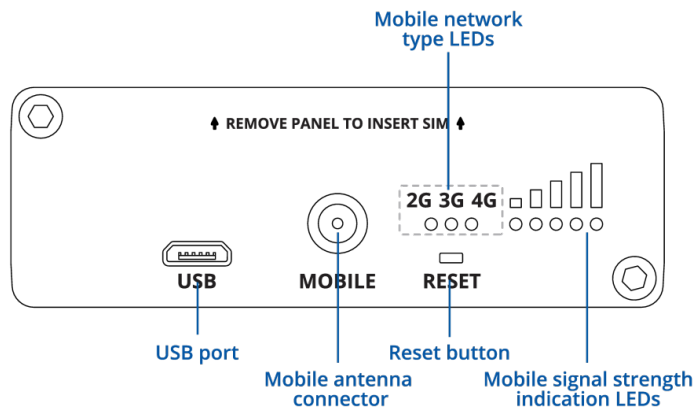 Mobile network
type LEDs
REMOVE PANEL TO INSERT SIM
2G 3G 4G
USB
MOBILE
RESET
USB port
Reset button
Mobile antenna
connector
Mobile signal strength
indication LEDs